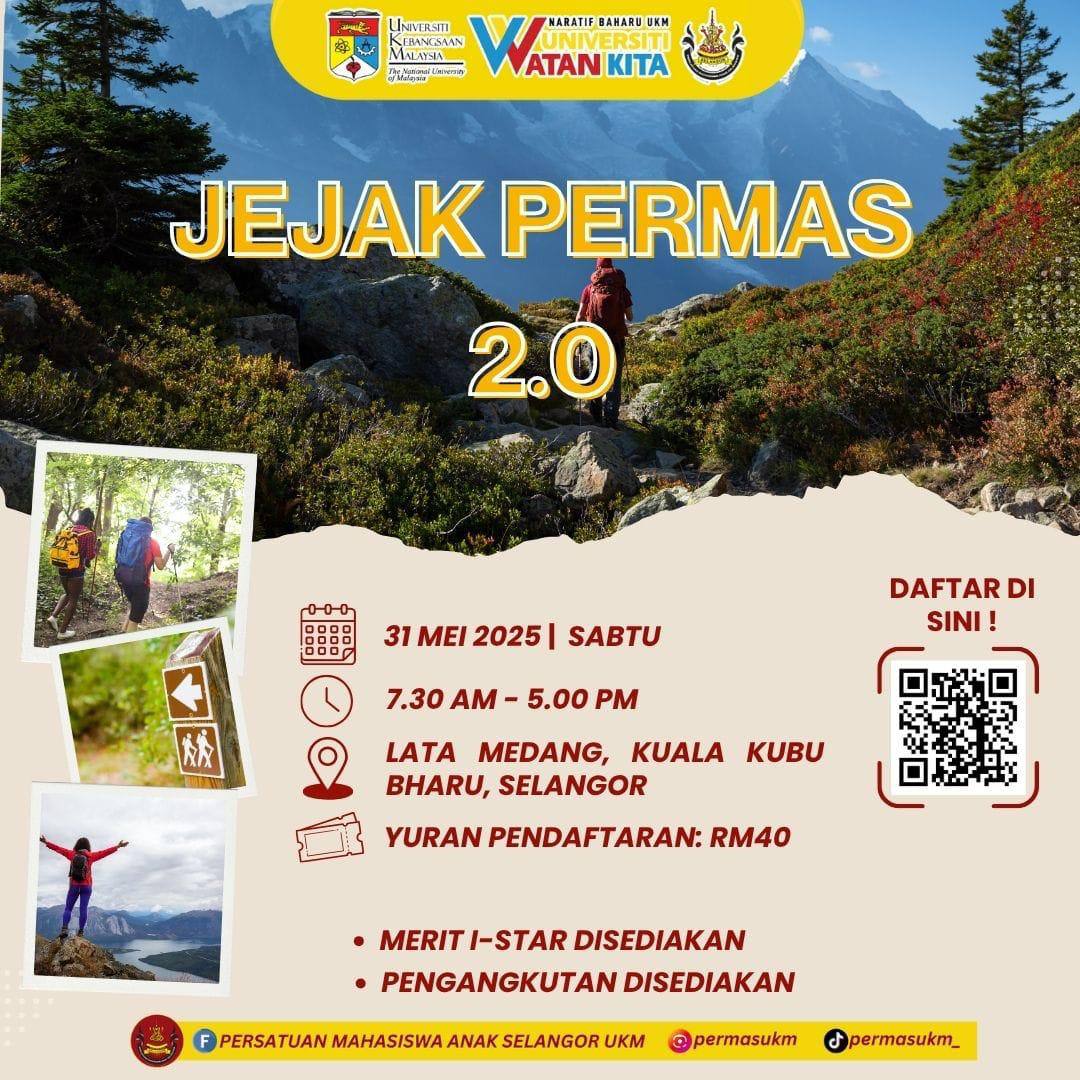 UNIVERSITI
KEBANGSAAN
MALAYSIA
The National University
of Malaysia
NARATIF BAHARU UKM
UNIVERSITI
WATAN KITA
JEJAK PERMAS
2.0
DAFTAR DI
SINI !
31 MEI 2025 | SABTU
7.30 AM - 5.00 PM
LATA MEDANG, KUALA KUBU
BHARU, SELANGOR
YURAN PENDAFTARAN: RM40
• MERIT I-STAR DISEDIAKAN
• PENGANGKUTAN DISEDIAKAN
PERSATUAN MAHASISWA ANAK SELANGOR UKM permasukm permasukm_